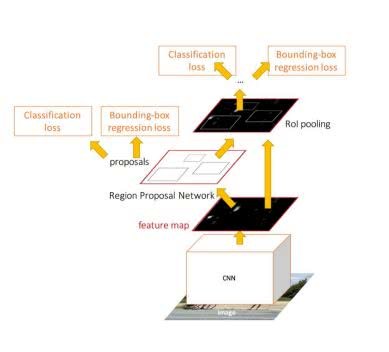 Classification
loss
Bounding-box
regression loss
...
Classification
loss
Bounding-box
regression loss
RoI pooling
proposals
Region Proposal Network
feature map
CNN
image